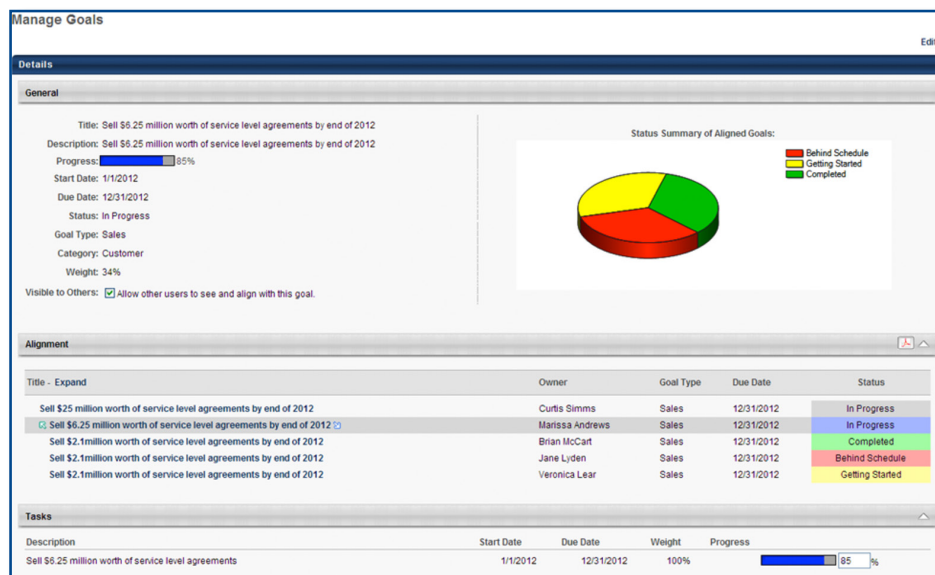 Manage Goals
Edit
Details
General
Title: Sell $6.25 million worth of service level agreements by end of 2012
Description: Sell $6.25 million worth of service level agreements by end of 2012
Progress: 85%
Start Date: 1/1/2012
Due Date: 12/31/2012
Status: In Progress
Goal Type: Sales
Category: Customer
Weight: 34%
Visible to Others: Allow other users to see and align with this goal.
Status Summary of Aligned Goals:
Behind Schedule
Getting Started
Completed
Alignment
Title - Expand Owner Goal Type Due Date Status
Sell $25 million worth of service level agreements by end of 2012 Curtis Simms Sales 12/31/2012 In Progress
Sell $6.25 million worth of service level agreements by end of 2012 Marissa Andrews Sales 12/31/2012 In Progress
Sell $2.1million worth of service level agreements by end of 2012 Brian McCart Sales 12/31/2012 Completed
Sell $2.1million worth of service level agreements by end of 2012 Jane Lyden Sales 12/31/2012 Behind Schedule
Sell $2.1million worth of service level agreements by end of 2012 Veronica Lear Sales 12/31/2012 Getting Started
Tasks
Description Start Date Due Date Weight Progress
Sell $6.25 million worth of service level agreements 1/1/2012 12/31/2012 100% 85 %